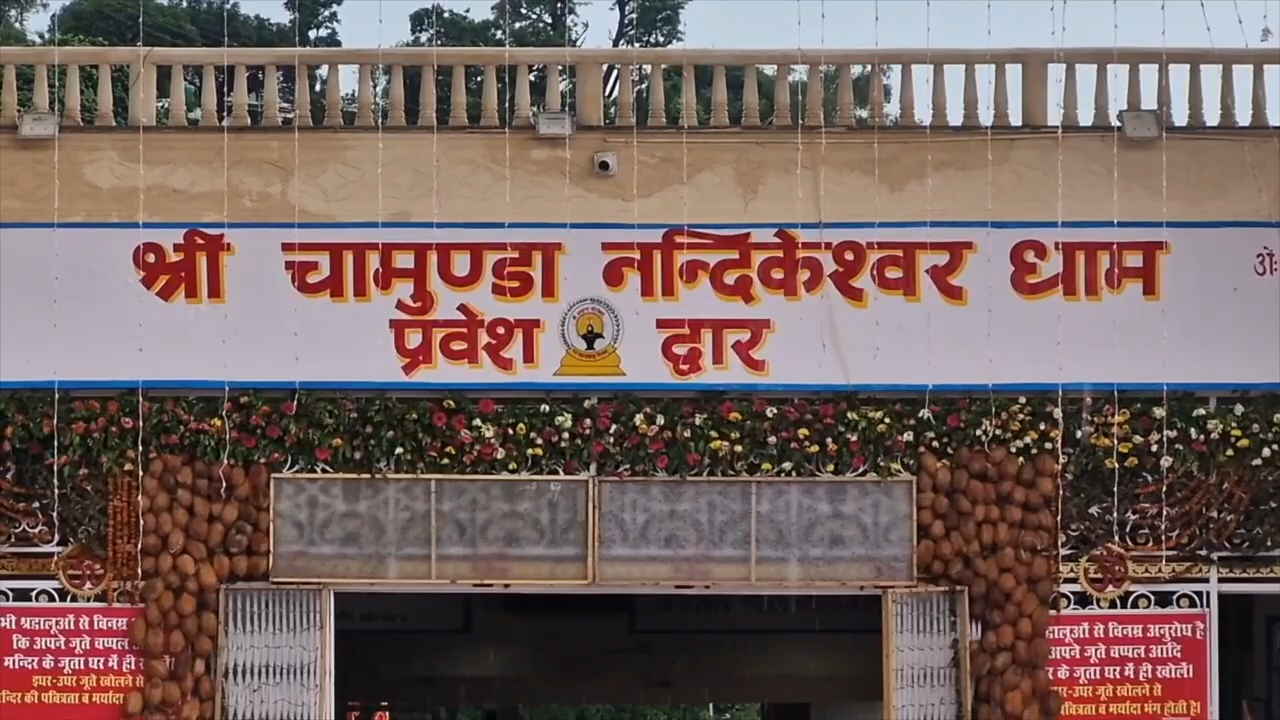 श्री चामुण्डा नन्दिकेश्वर धाम
प्रवेश द्वार
भी श्रद्धालूओं से विनम्र
कि अपने जूते चप्पल
मन्दिर के जूता घर में ही
इधर-उधर जूते खोलने से
की पवित्रता व मर्यादा
से विनम्र अनुरोध है
अपने जूते चप्पल आदि
के जूता घर में ही खोलें।
जूते खोलने से
पवित्रता व मर्यादा भंग होती है।